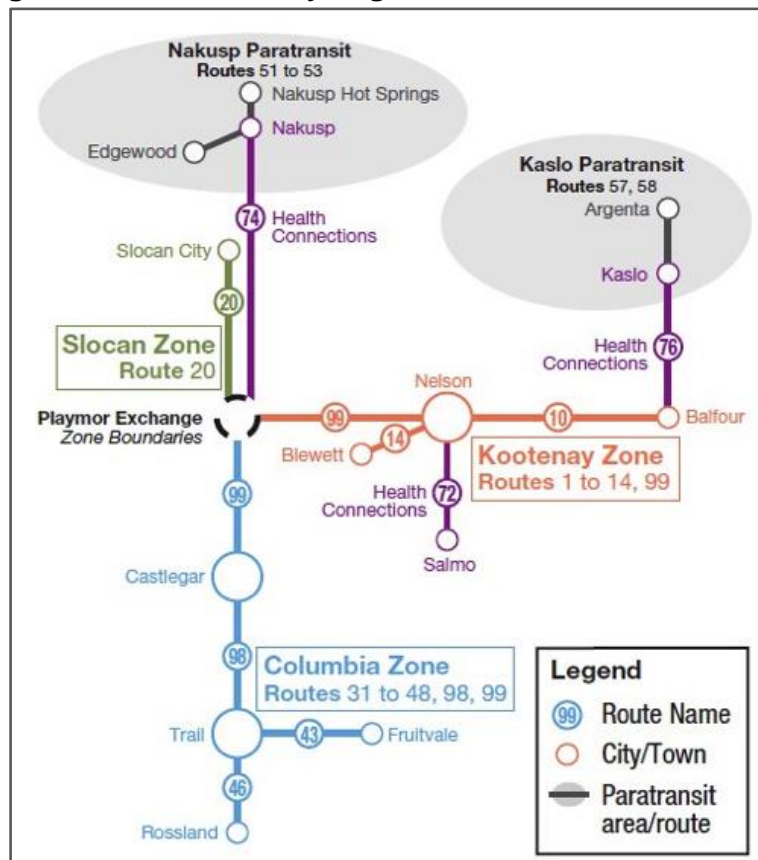 Nakusp Paratransit
Routes 51 to 53
Nakusp Hot Springs
Nakusp
Edgewood
Kaslo Paratransit
Routes 57, 58
Argenta
Kaslo
74
Health
Connections
Slocan City
20
Slocan Zone
Route 20
Health
Connections
76
Nelson
Playmor Exchange
Zone Boundaries
99
10
Balfour
14
Blewett
Kootenay Zone
Routes 1 to 14, 99
99
Health
Connections
72
Salmo
Castlegar
98
Columbia Zone
Routes 31 to 48, 98, 99
Trail
43
Fruitvale
46
Rossland
Legend
99 Route Name
City/Town
Paratransit
area/route